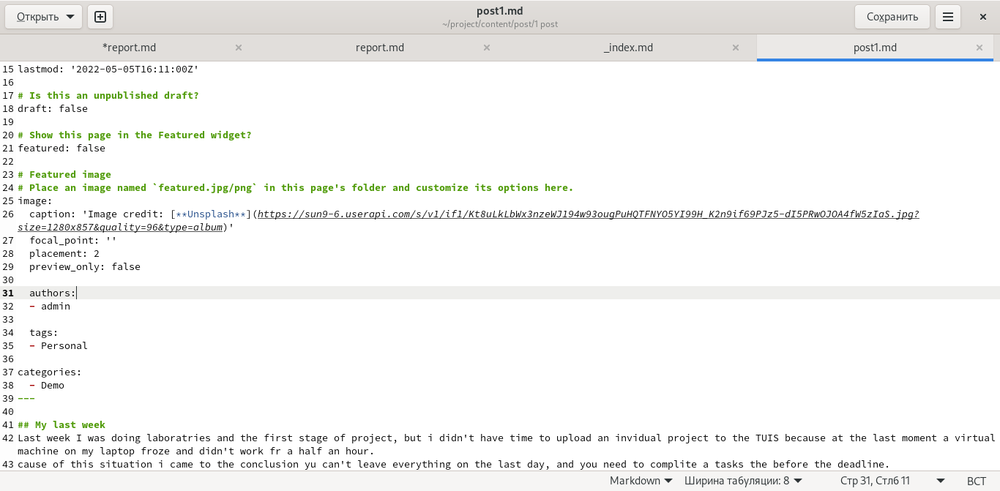 Открыть
post1.md
~/project/content/post/1 post
Сохранить
*report.md
report.md
_index.md
post1.md
15 lastmod: '2022-05-05T16:11:00Z'
16
17 # Is this an unpublished draft?
18 draft: false
19
20 # Show this page in the Featured widget?
21 featured: false
22
23 # Featured image
24 # Place an image named `featured.jpg/png` in this page's folder and customize its options here.
25 image:
26   caption: 'Image credit: [**Unsplash**](https://sun9-6.userapi.com/s/v1/if1/Kt8uLkLbWx3nzeWJ194w93ougPuHQTFNYO5YI99H_K2n9if69PJz5-dI5PRwOJOA4fW5zIaS.jpg?
size=1280x857&quality=96&type=album)'
27   focal_point: ''
28   placement: 2
29   preview_only: false
30
31   authors:
32   - admin
33
34   tags:
35   - Personal
36
37 categories:
38   - Demo
39 ---
40
41 ## My last week
42 Last week I was doing laboratries and the first stage of project, but i didn't have time to upload an invidual project to the TUIS because at the last moment a virtual
machine on my laptop froze and didn't work fr a half an hour.
43 cause of this situation i came to the conclusion yu can't leave everything on the last day, and you need to complite a tasks the before the deadline.
Markdown
Ширина табуляции: 8
Стр 31, Стлб 11
ВСТ